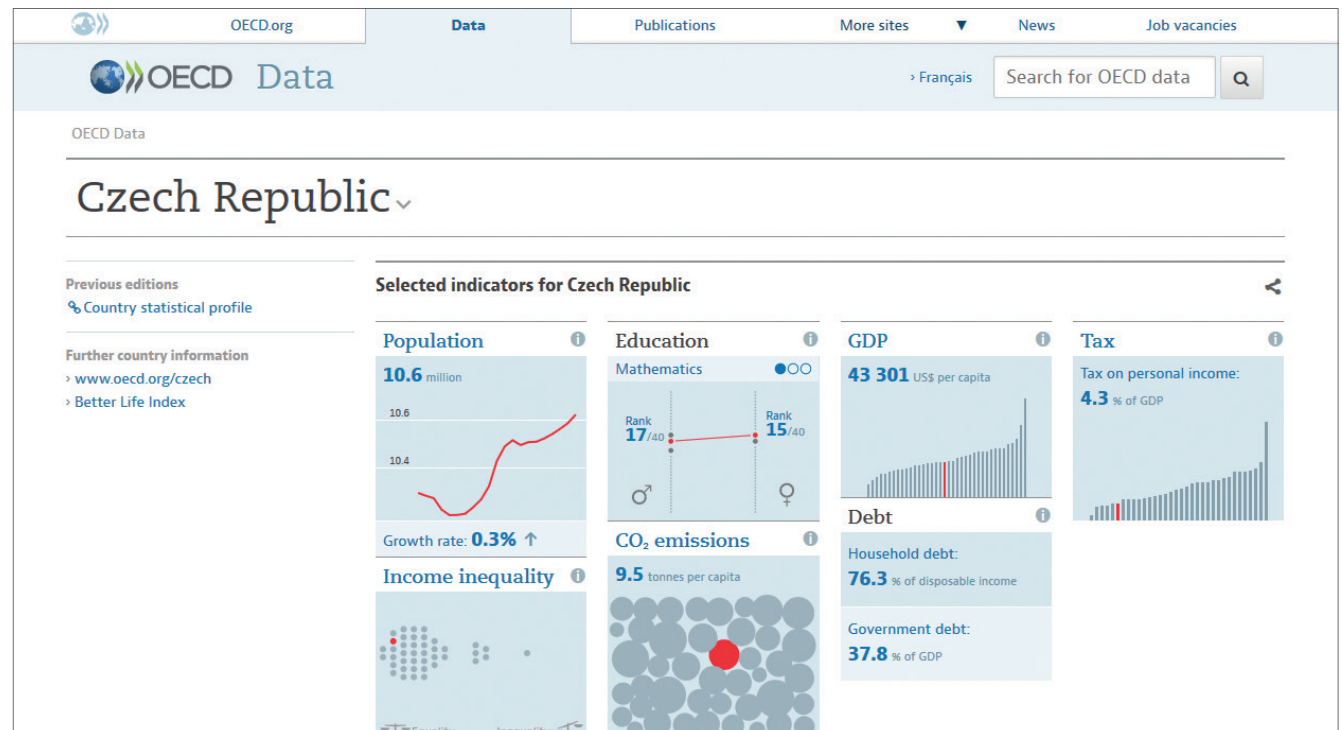 OECD.org
Data
Publications
More sites ▼
News
Job vacancies
OECD Data
› Français
Search for OECD data
OECD Data
Czech Republic
Previous editions
Country statistical profile
Further country information
› www.oecd.org/czech
› Better Life Index
Selected indicators for Czech Republic
Population
10.6 million
10.6
10.4
Growth rate: 0.3% ↑
Income inequality
Equality
Inequality
Education
Mathematics
Rank
17/40
Rank
15/40
CO₂ emissions
9.5 tonnes per capita
GDP
43 301 US$ per capita
Debt
Household debt:
76.3 % of disposable income
Government debt:
37.8 % of GDP
Tax
Tax on personal income:
4.3 % of GDP